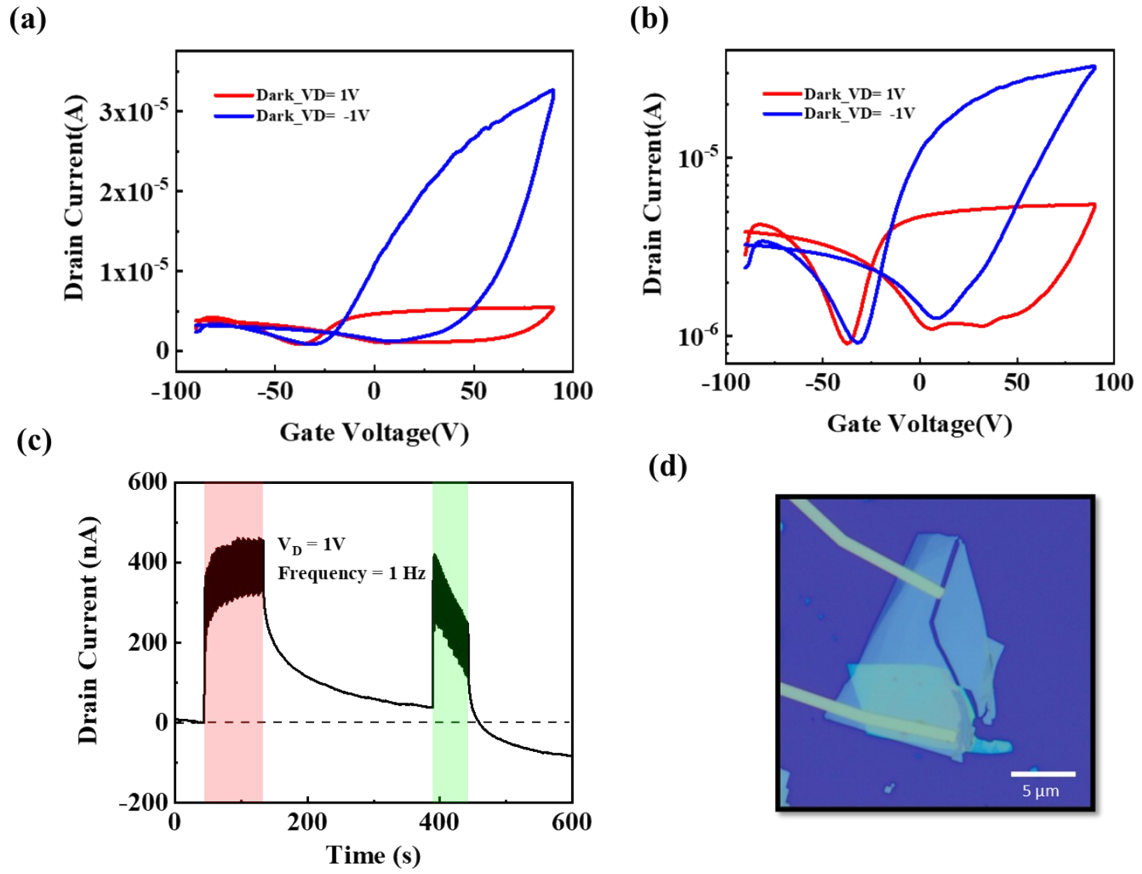 (a)
Drain Current(A)
3x10-5
2x10-5
1x10-5
0
Dark_VD= 1V
Dark_VD= -1V
-100
-50
0
50
100
Gate Voltage(V)
(b)
Drain Current(A)
10-5
10-6
Dark_VD= 1V
Dark_VD= -1V
-100
-50
0
50
100
Gate Voltage(V)
(c)
Drain Current (nA)
600
400
200
0
-200
VD = 1V
Frequency = 1 Hz
0
200
400
600
Time (s)
(d)
5 µm